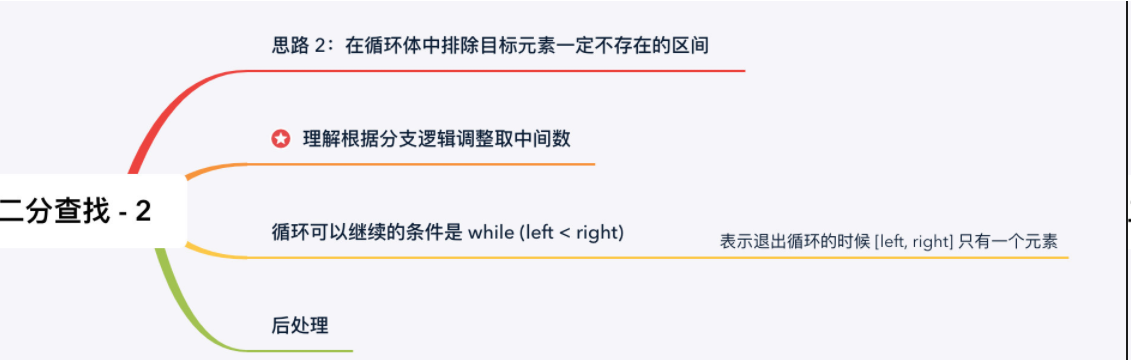 思路 2：在循环体中排除目标元素一定不存在的区间
理解根据分支逻辑调整取中间数
二分查找 - 2
循环可以继续的条件是 while (left < right)
表示退出循环的时候 [left, right] 只有一个元素
后处理